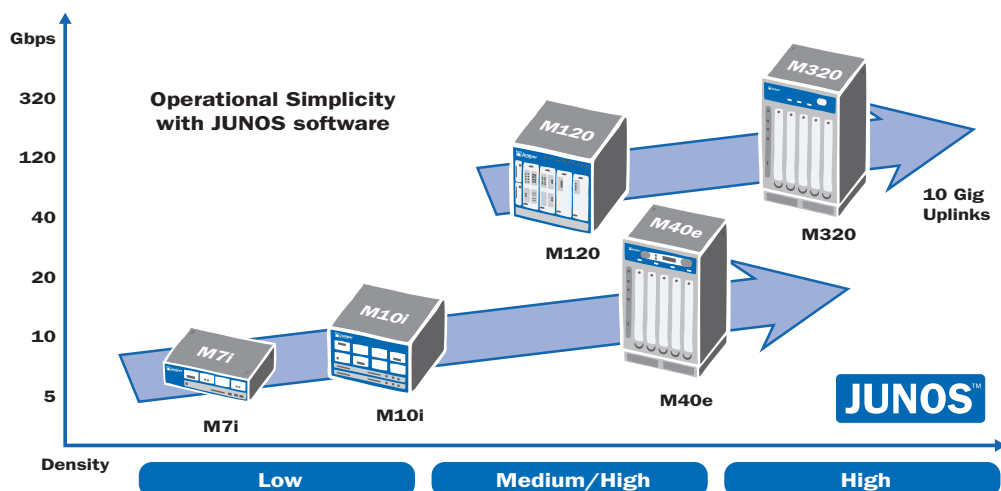 Gbps
320
120
40
20
10
5
Operational Simplicity
with JUNOS software
M120
M320
M40e
M10i
M7i
10 Gig
Uplinks
M320
M120
M40e
M10i
M7i
JUNOS™
Density
Low
Medium/High
High